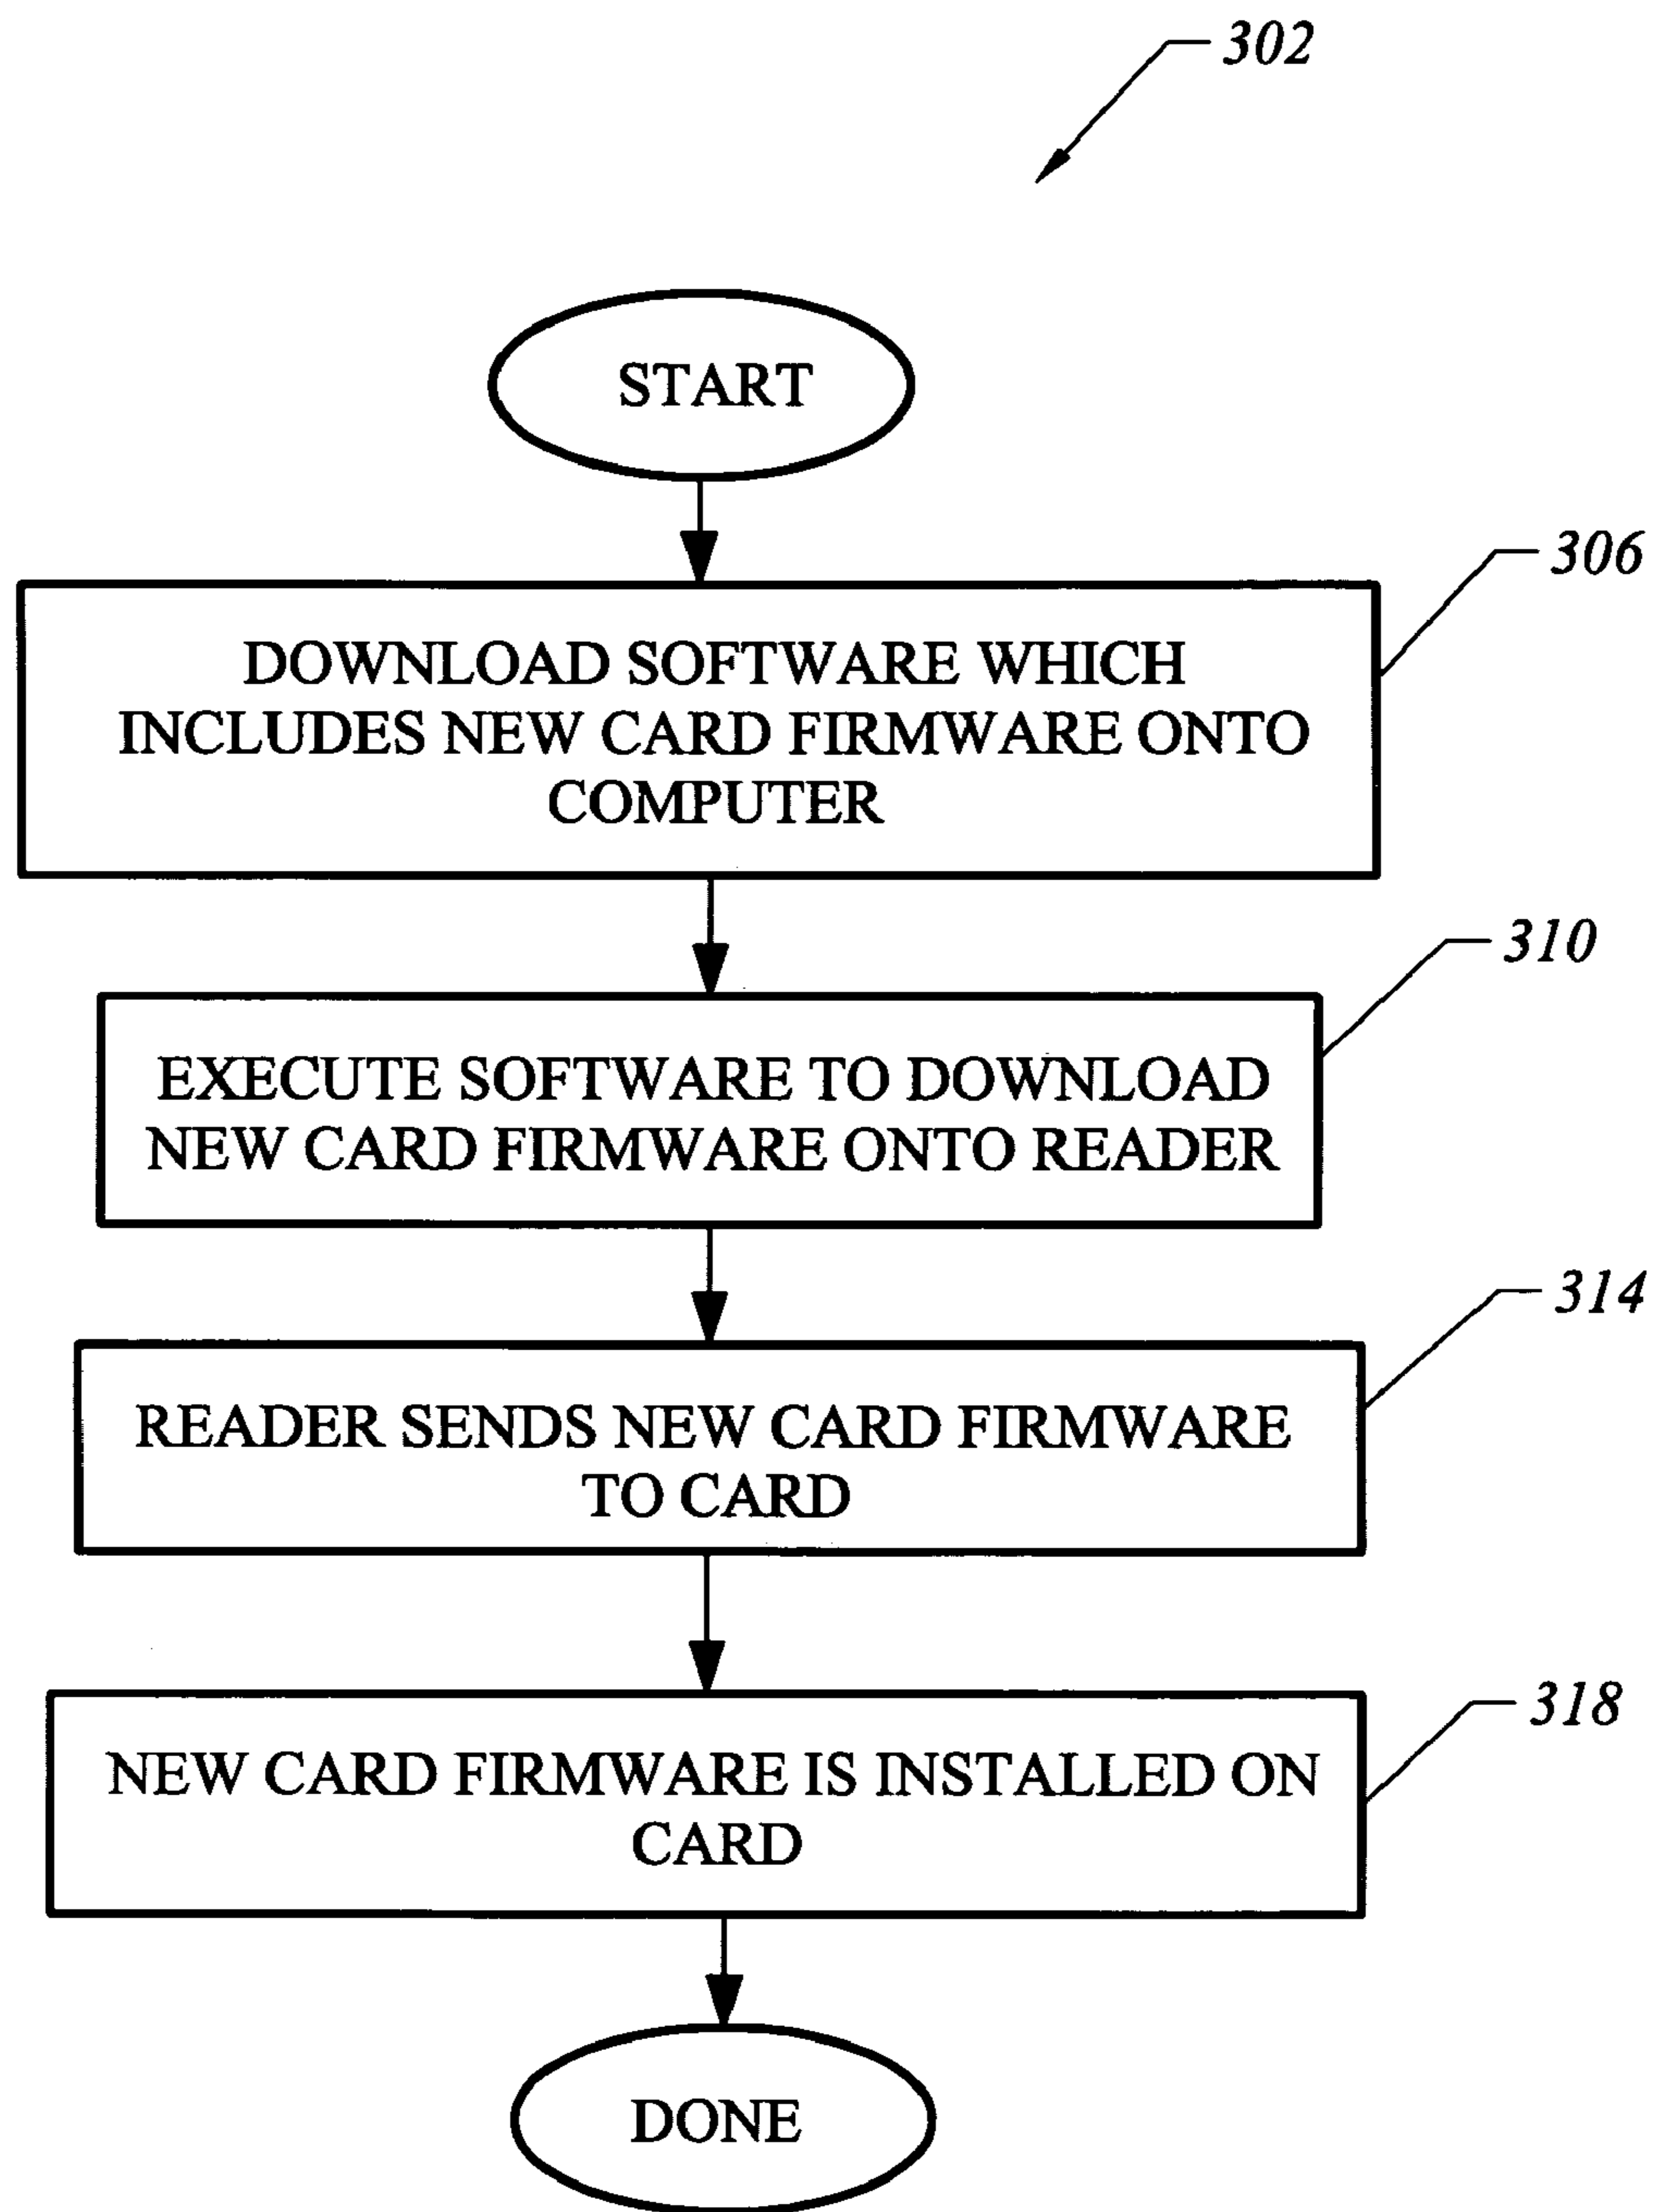 302
START
306
DOWNLOAD SOFTWARE WHICH
INCLUDES NEW CARD FIRMWARE ONTO
COMPUTER
310
EXECUTE SOFTWARE TO DOWNLOAD
NEW CARD FIRMWARE ONTO READER
314
READER SENDS NEW CARD FIRMWARE
TO CARD
318
NEW CARD FIRMWARE IS INSTALLED ON
CARD
DONE